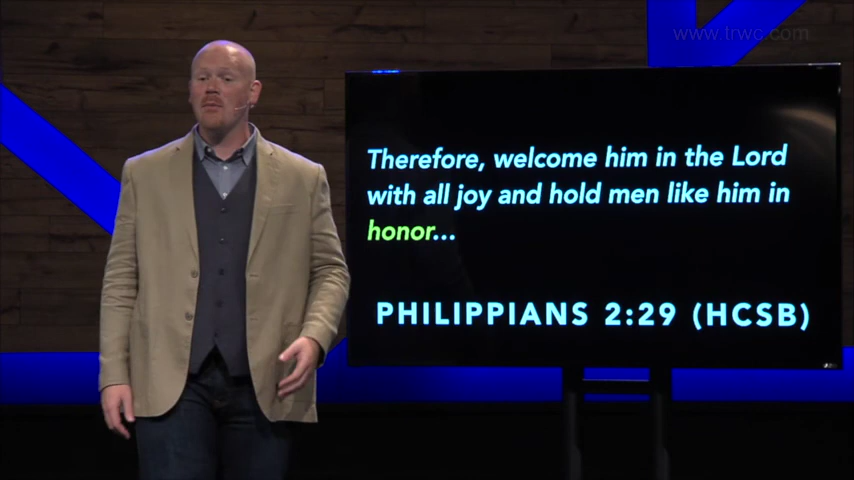 www.trwc.com
Therefore, welcome him in the Lord
with all joy and hold men like him in
honor...
PHILIPPIANS 2:29 (HCSB)